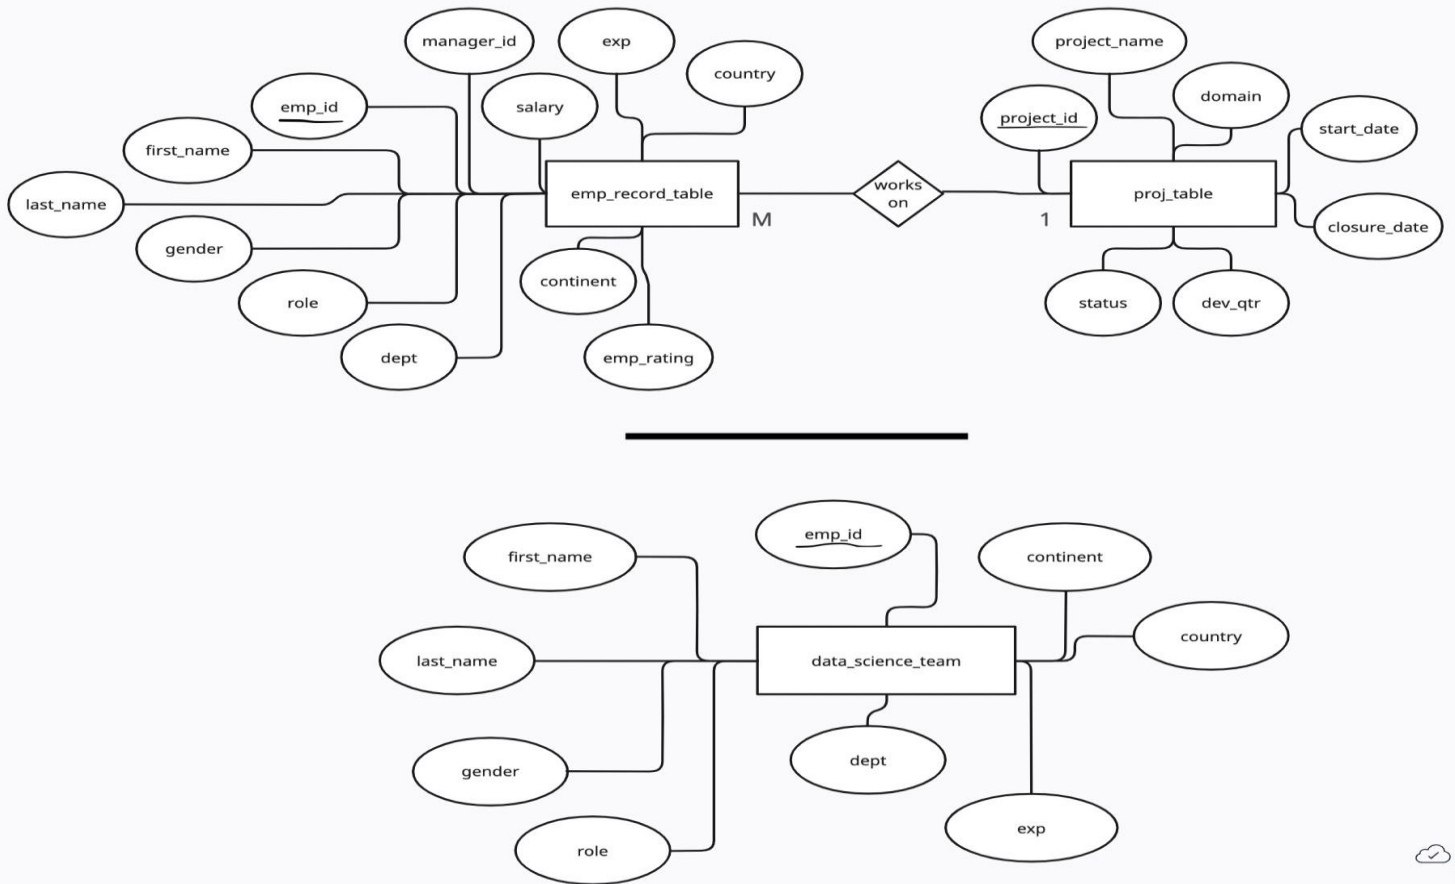 manager_id
exp
country
emp_id
salary
first_name
last_name
gender
role
dept
emp_record_table
continent
emp_rating
M
works
on
1
project_name
domain
project_id
start_date
proj_table
closure_date
status
dev_qtr
first_name
emp_id
continent
last_name
data_science_team
country
gender
dept
role
exp